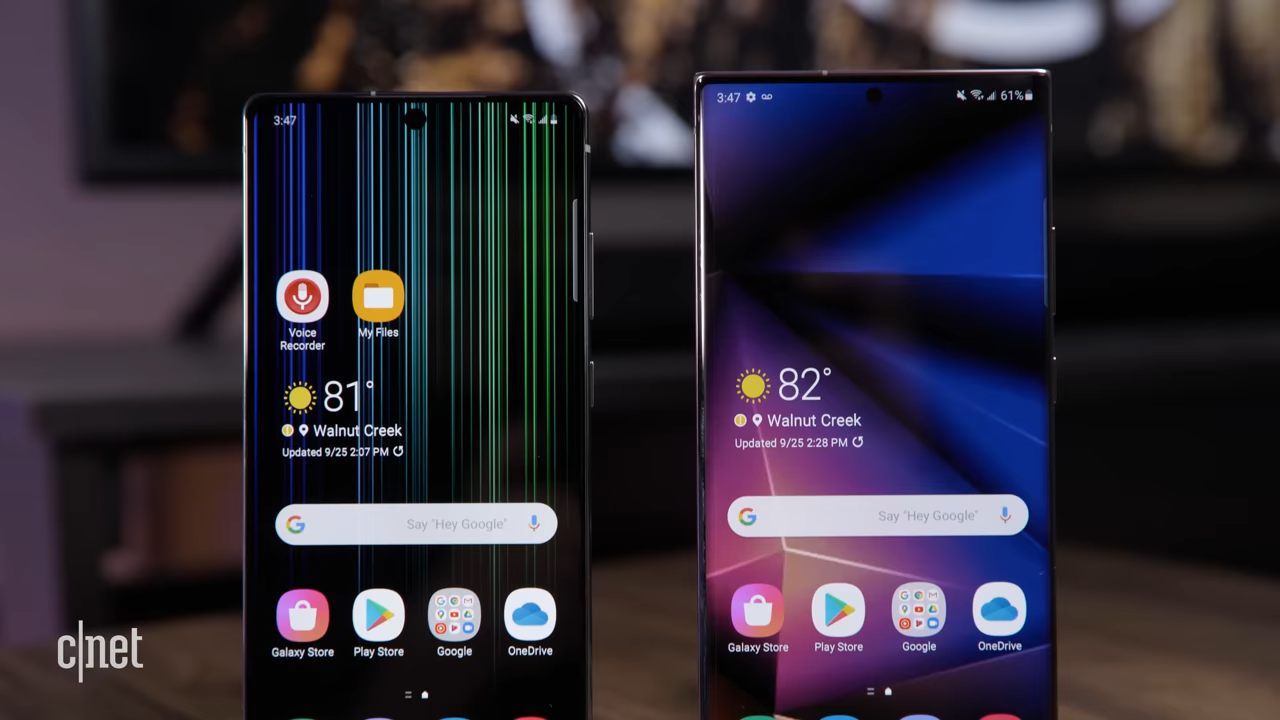 3:47
Voice
Recorder
My Files
81°
Walnut Creek
Updated 9/25 2:07 PM
Say "Hey Google"
Galaxy Store
Play Store
Google
OneDrive
3:47
61%
82°
Walnut Creek
Updated 9/25 2:28 PM
Say "Hey Google"
Galaxy Store
Play Store
Google
OneDrive
c|net